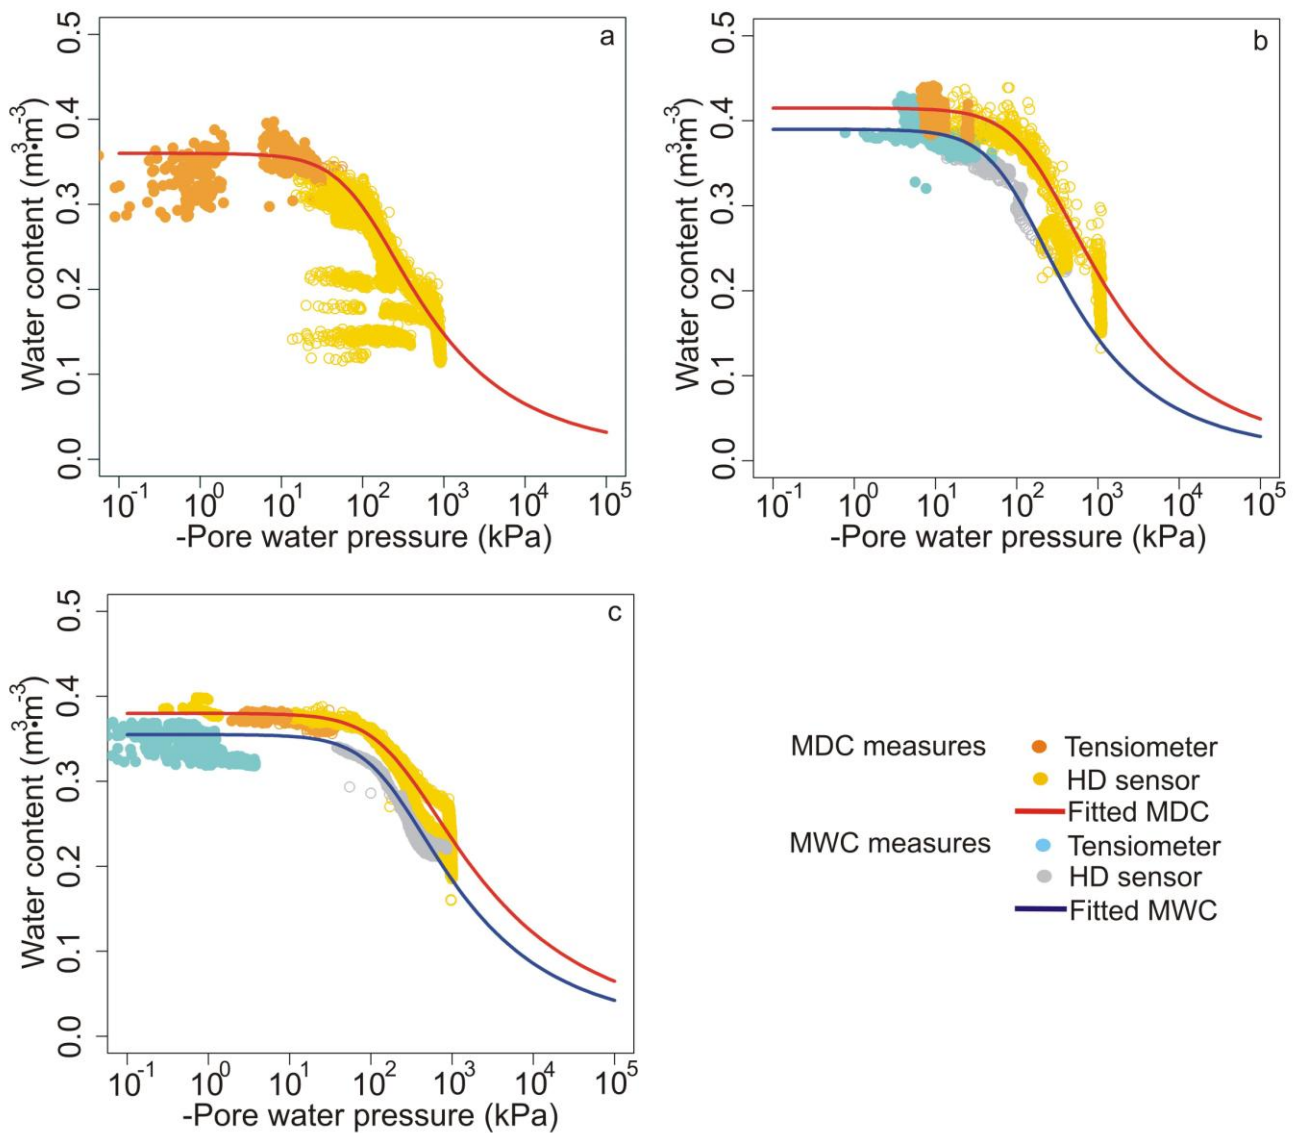 a
0.5
0.4
0.3
0.2
0.1
0.0
Water content (m³•m⁻³)
10⁻¹ 10⁰ 10¹ 10² 10³ 10⁴ 10⁵
-Pore water pressure (kPa)
b
0.5
0.4
0.3
0.2
0.1
0.0
Water content (m³•m⁻³)
10⁻¹ 10⁰ 10¹ 10² 10³ 10⁴ 10⁵
-Pore water pressure (kPa)
c
0.5
0.4
0.3
0.2
0.1
0.0
Water content (m³•m⁻³)
10⁻¹ 10⁰ 10¹ 10² 10³ 10⁴ 10⁵
-Pore water pressure (kPa)
MDC measures Tensiometer
HD sensor
Fitted MDC
MWC measures Tensiometer
HD sensor
Fitted MWC